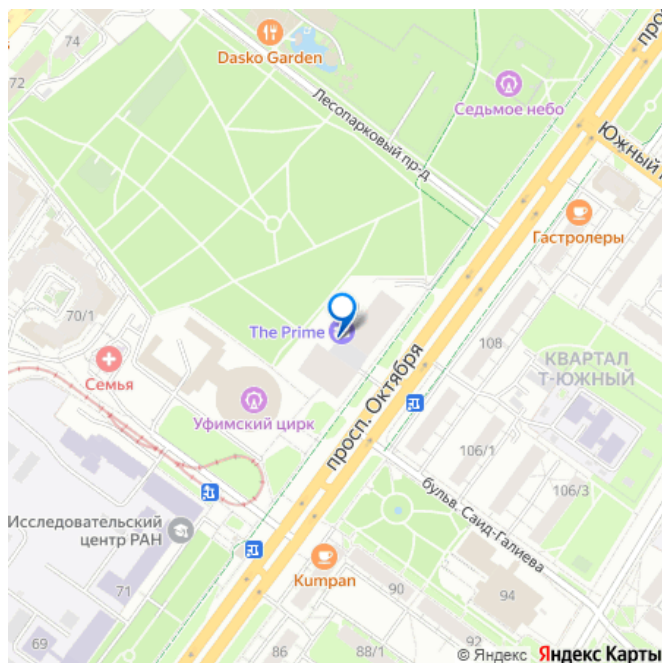 74
72
Dasko Garden
Лесопарковый пр-д
Седьмое небо
Южный
Гастролеры
70/1
The Prime
Семья
Уфимский цирк
просп. Октября
108
КВАРТАЛ
Т-ЮЖНЫЙ
106/1
106/3
бульв. Саид-Галиева
Исследовательский
центр РАН
Kumpan
71
69
90
94
86
88/1
92
© Яндекс Яндекс Карты